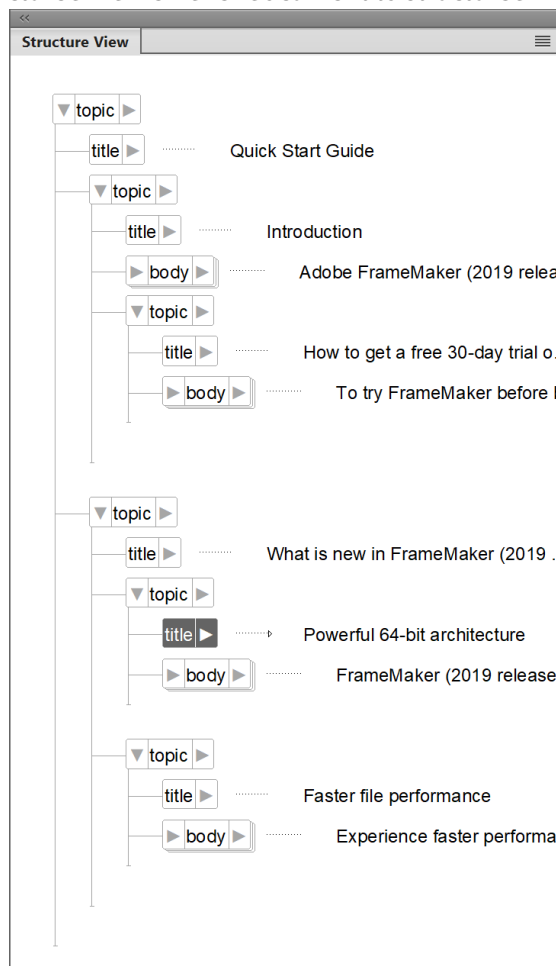 Structure View
topic
title Quick Start Guide
topic
title Introduction
body Adobe FrameMaker (2019 relea
topic
title How to get a free 30-day trial o.
body To try FrameMaker before
topic
title What is new in FrameMaker (2019 .
topic
title Powerful 64-bit architecture
body FrameMaker (2019 release
topic
title Faster file performance
body Experience faster performa